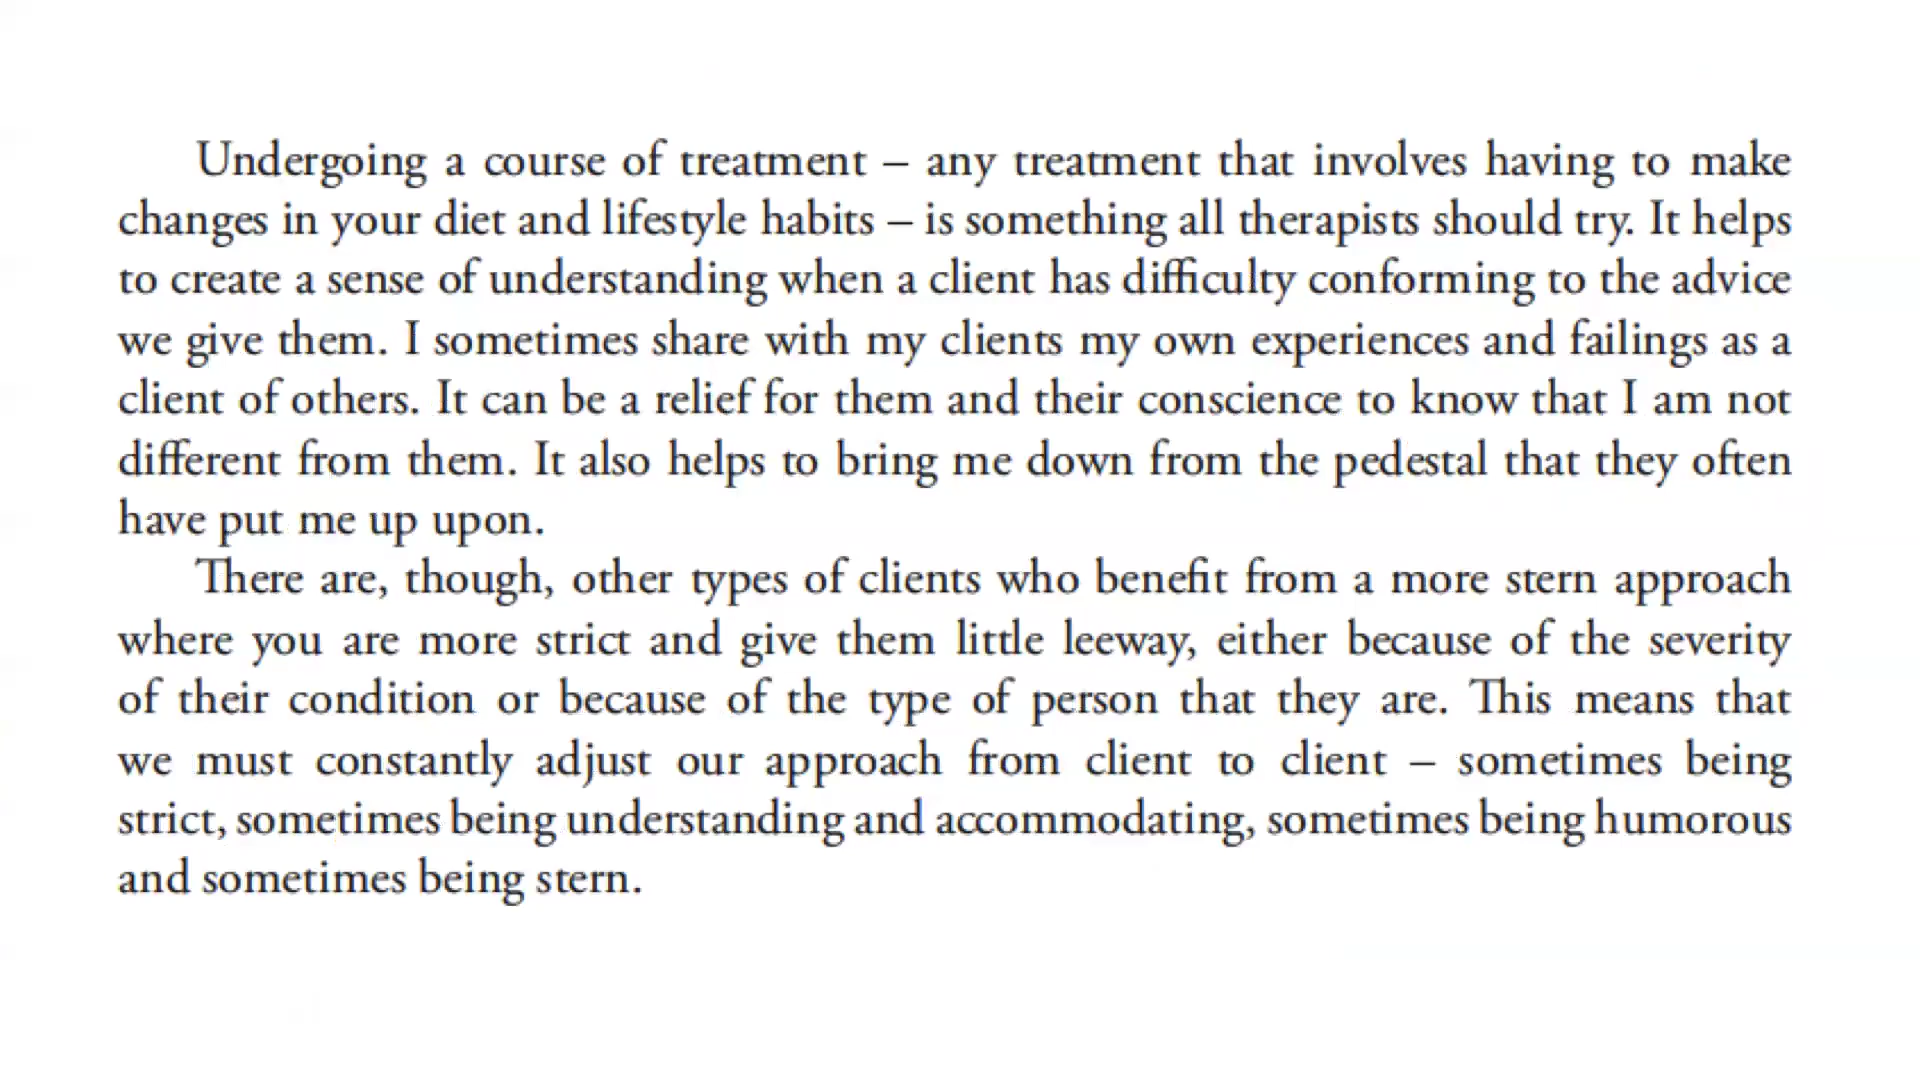 Undergoing a course of treatment – any treatment that involves having to make
changes in your diet and lifestyle habits – is something all therapists should try. It helps
to create a sense of understanding when a client has difficulty conforming to the advice
we give them. I sometimes share with my clients my own experiences and failings as a
client of others. It can be a relief for them and their conscience to know that I am not
different from them. It also helps to bring me down from the pedestal that they often
have put me up upon.
There are, though, other types of clients who benefit from a more stern approach
where you are more strict and give them little leeway, either because of the severity
of their condition or because of the type of person that they are. This means that
we must constantly adjust our approach from client to client – sometimes being
strict, sometimes being understanding and accommodating, sometimes being humorous
and sometimes being stern.